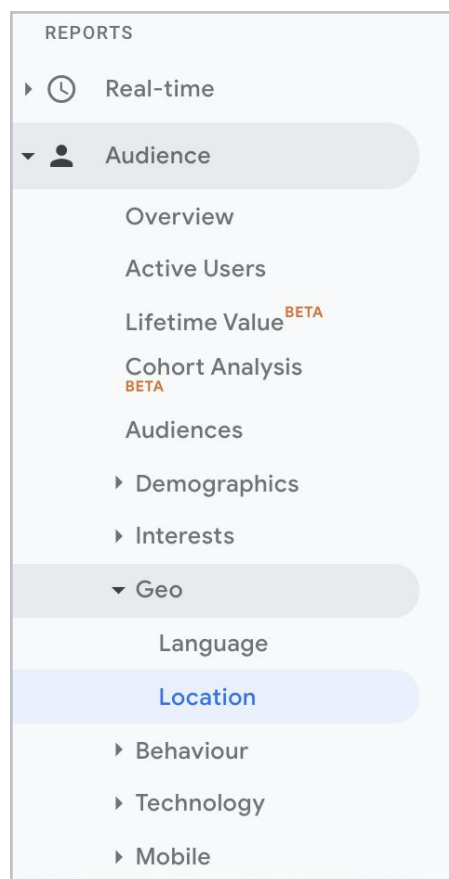 REPORTS
Real-time
Audience
Overview
Active Users
Lifetime Value BETA
Cohort Analysis
BETA
Audiences
Demographics
Interests
Geo
Language
Location
Behaviour
Technology
Mobile